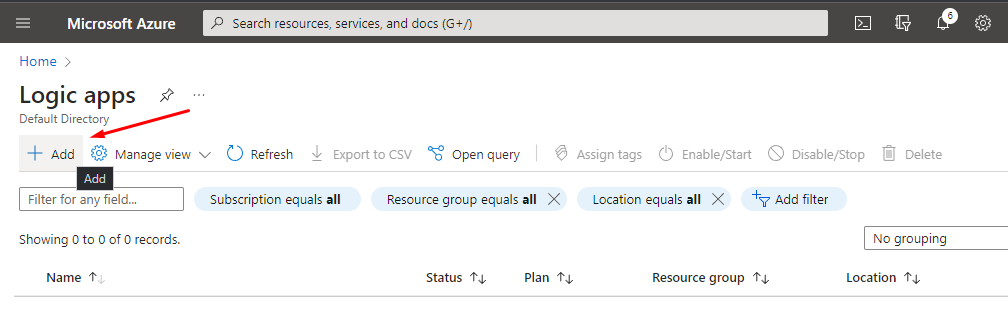 Microsoft Azure Search resources, services, and docs (G+/) 6
Home >
Logic apps ...
Default Directory
+ Add Manage view Refresh Export to CSV Open query Assign tags Enable/Start Disable/Stop Delete
Add
Filter for any field... Subscription equals all Resource group equals all Location equals all Add filter
Showing 0 to 0 of 0 records.
No grouping
Name Status Plan Resource group Location